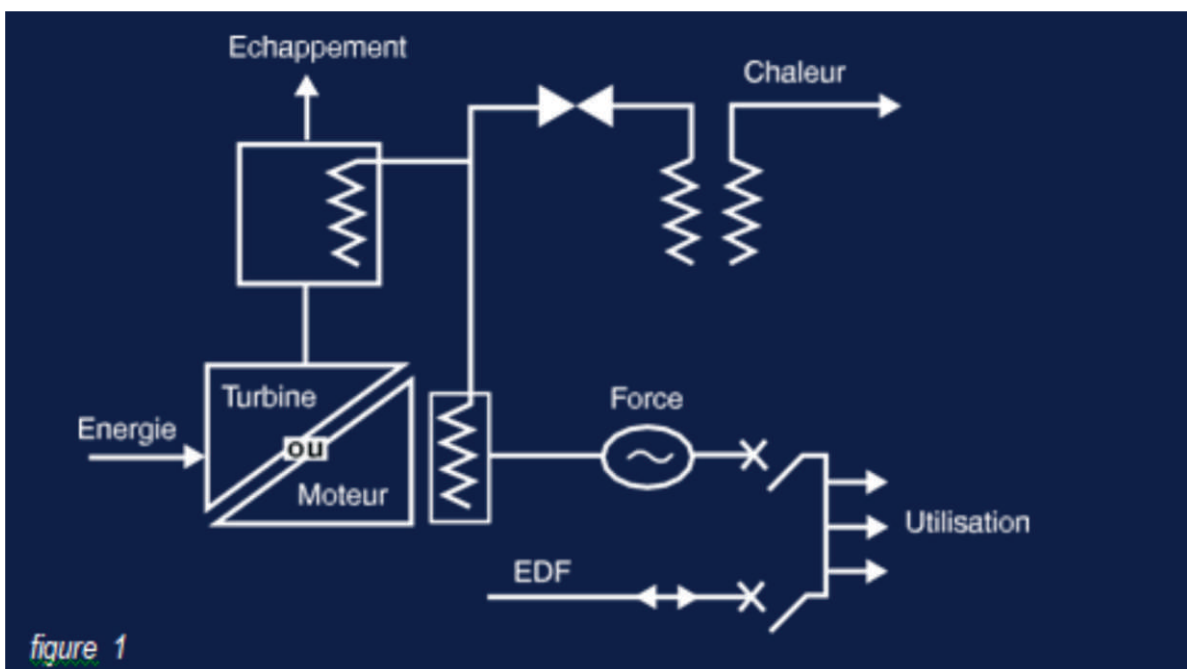 Echappement
Chaleur
Turbine
Energie
ou
Moteur
Force
Utilisation
EDF
figure 1